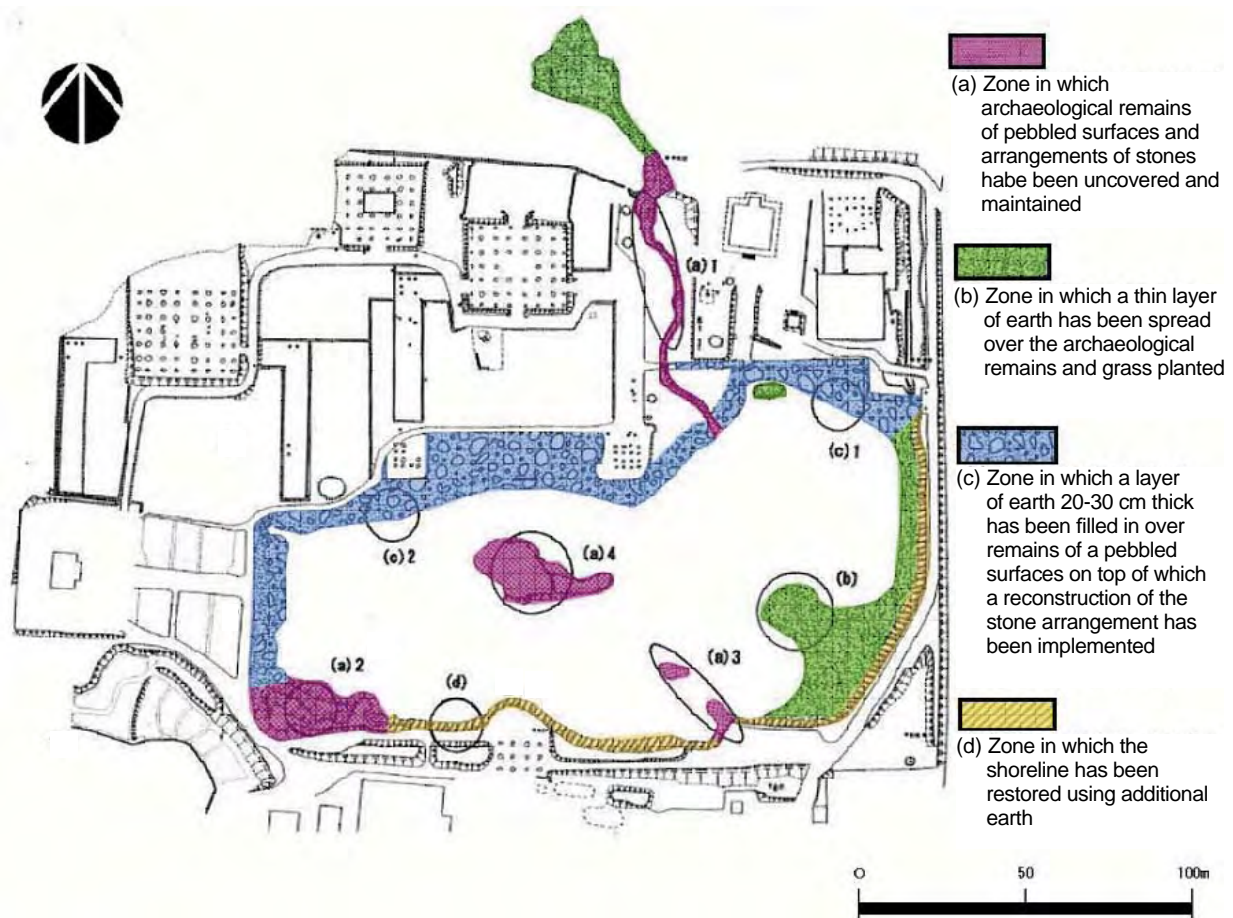 (a) Zone in which
archaeological remains
of pebbled surfaces and
arrangements of stones
habe been uncovered and
maintained
(b) Zone in which a thin layer
of earth has been spread
over the archaeological
remains and grass planted
(c) Zone in which a layer
of earth 20-30 cm thick
has been filled in over
remains of a pebbled
surfaces on top of which
a reconstruction of the
stone arrangement has
been implemented
(d) Zone in which the
shoreline has been
restored using additional
earth
(a)1
(c)1
(c)2
(a)4
(b)
(a)3
(a)2
(d)
0 50 100m